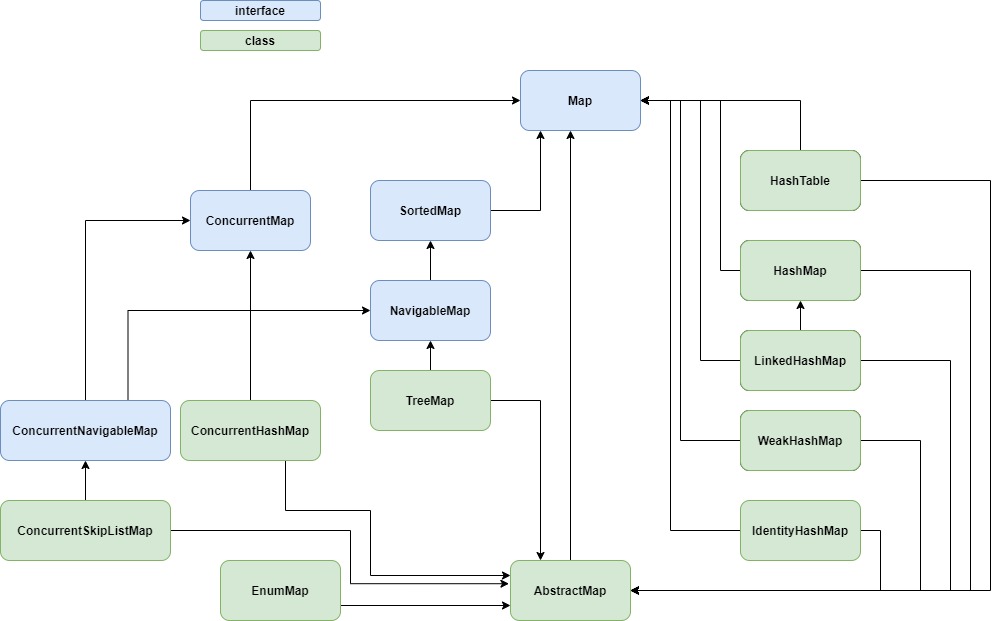 interface
class
Map
HashTable
ConcurrentMap
SortedMap
HashMap
NavigableMap
LinkedHashMap
TreeMap
ConcurrentNavigableMap
ConcurrentHashMap
WeakHashMap
ConcurrentSkipListMap
IdentityHashMap
EnumMap
AbstractMap